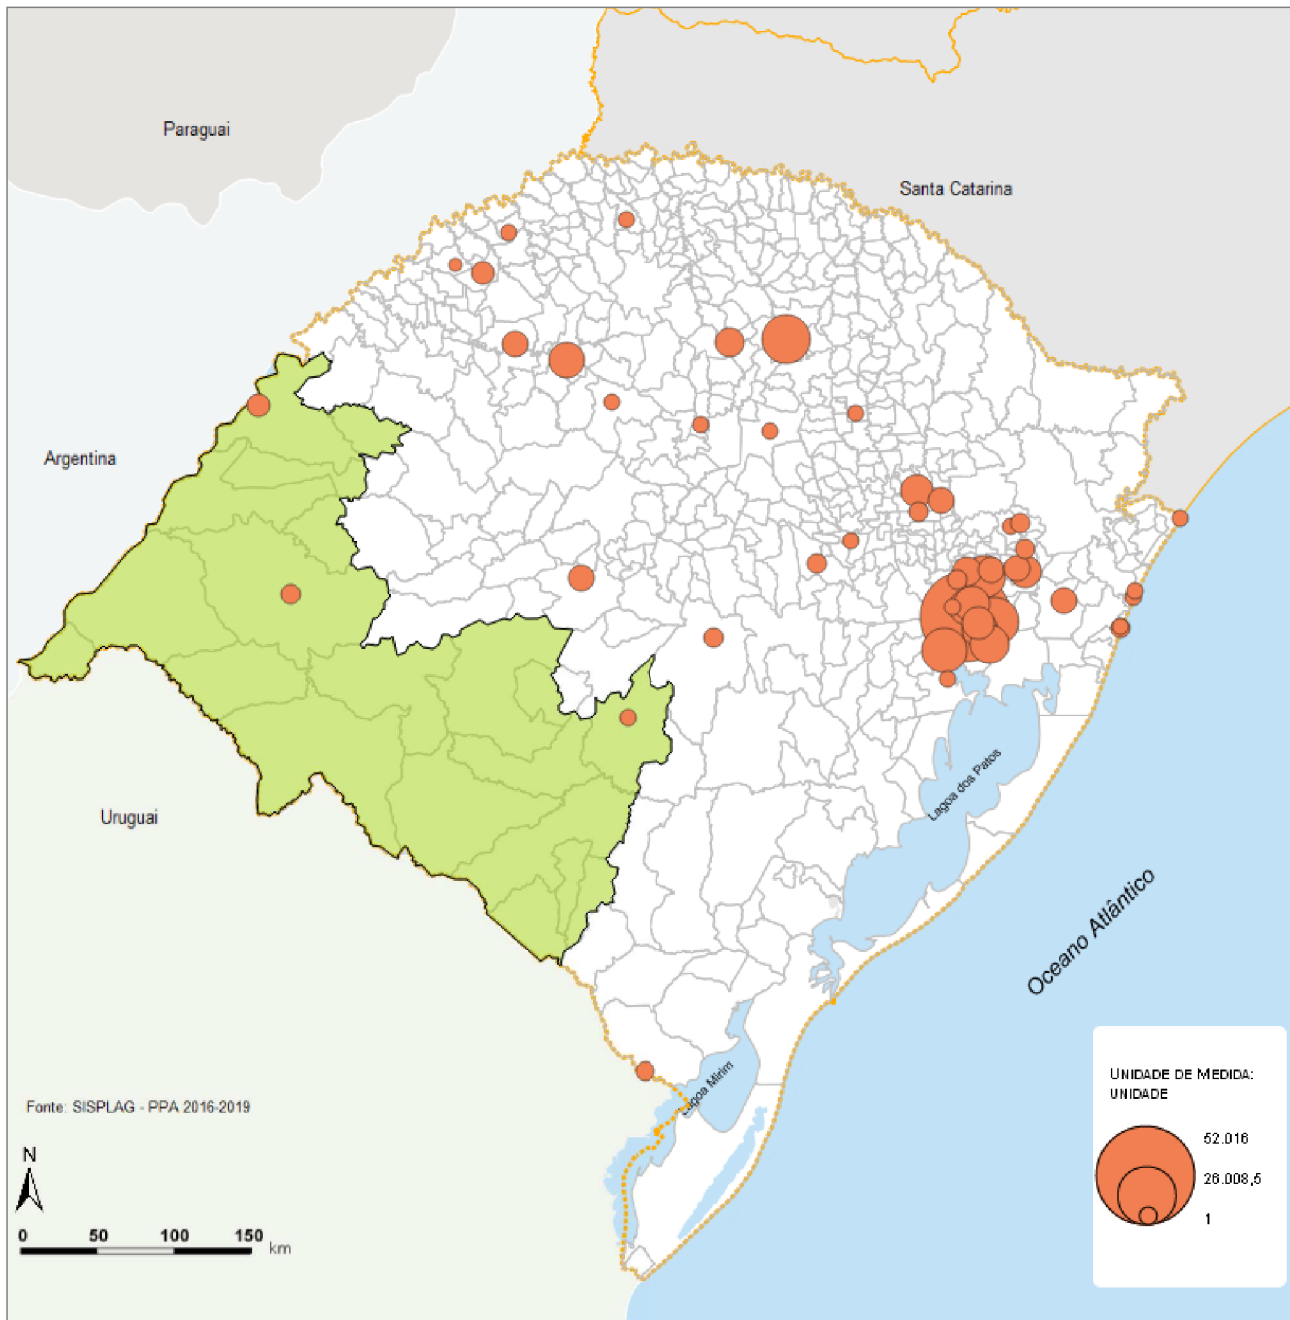 Paraguai
Santa Catarina
Argentina
Uruguai
Lagoa dos Patos
Oceano Atlântico
Lagoa Mirim
Fonte: SISPLAG - PPA 2016-2019
N
0 50 100 150 km
UNIDADE DE MEDIDA:
UNIDADE
52.016
26.008,5
1